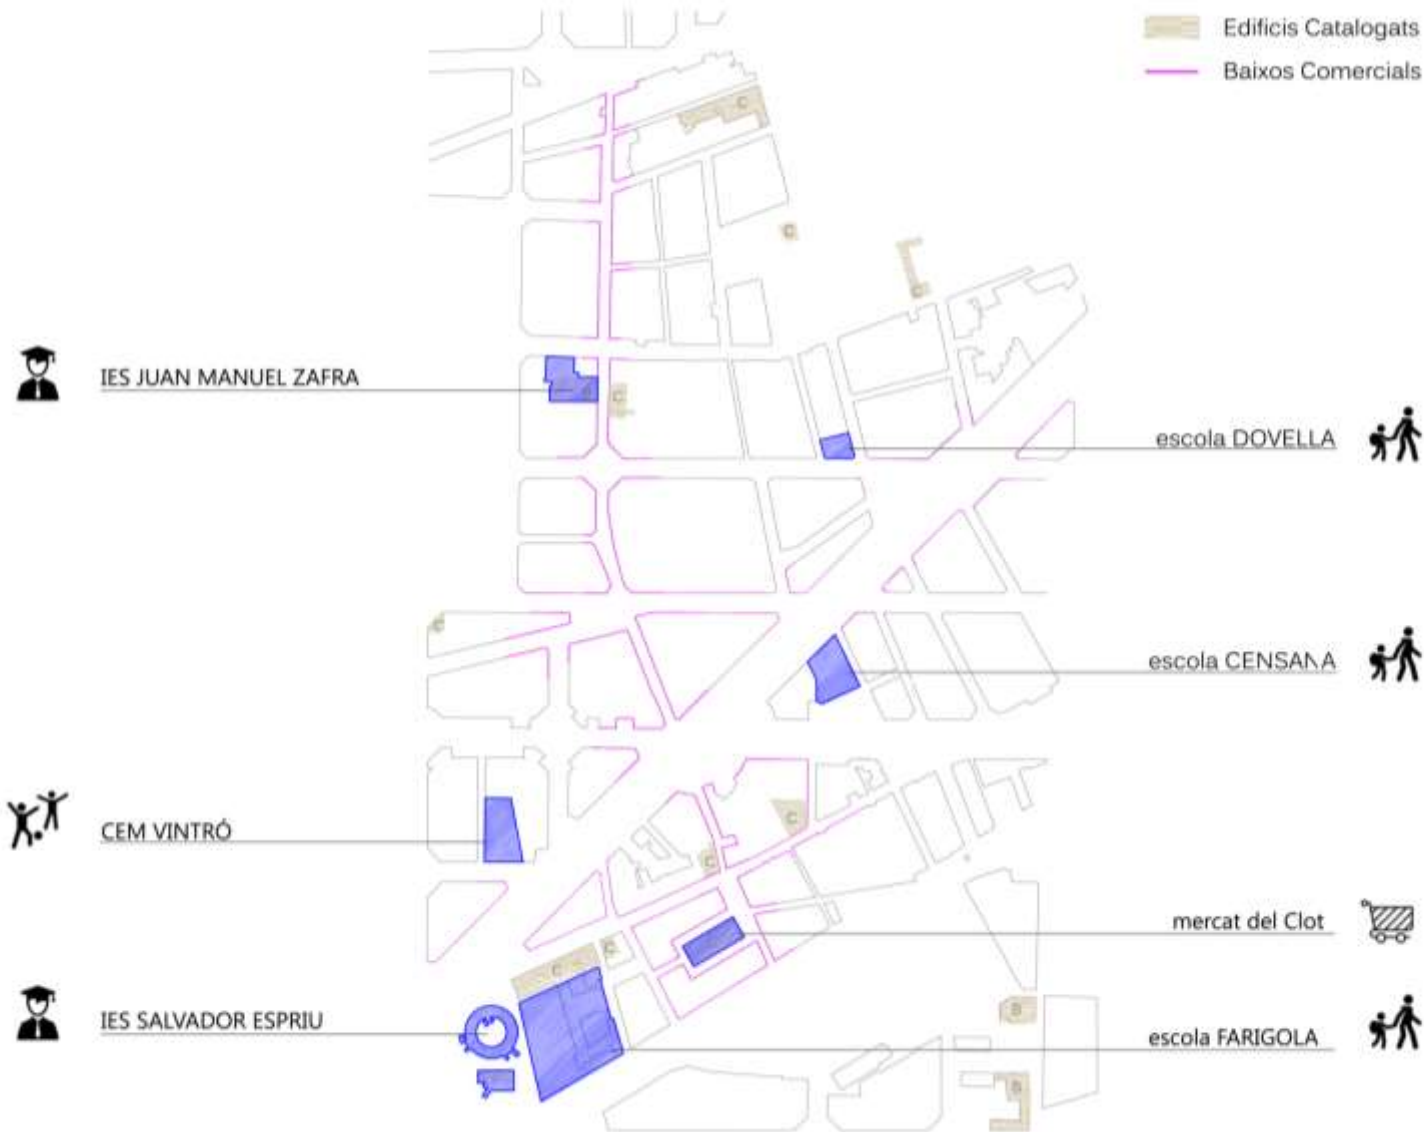 Edificis Catalogats
Baixos Comercials
C
C
C
IES JUAN MANUEL ZAFRA
C
escola DOVELLA
C
escola CENSANA
C
CEM VINTRÓ
C
mercat del Clot
C
C
IES SALVADOR ESPRIU
B
escola FARIGOLA
B